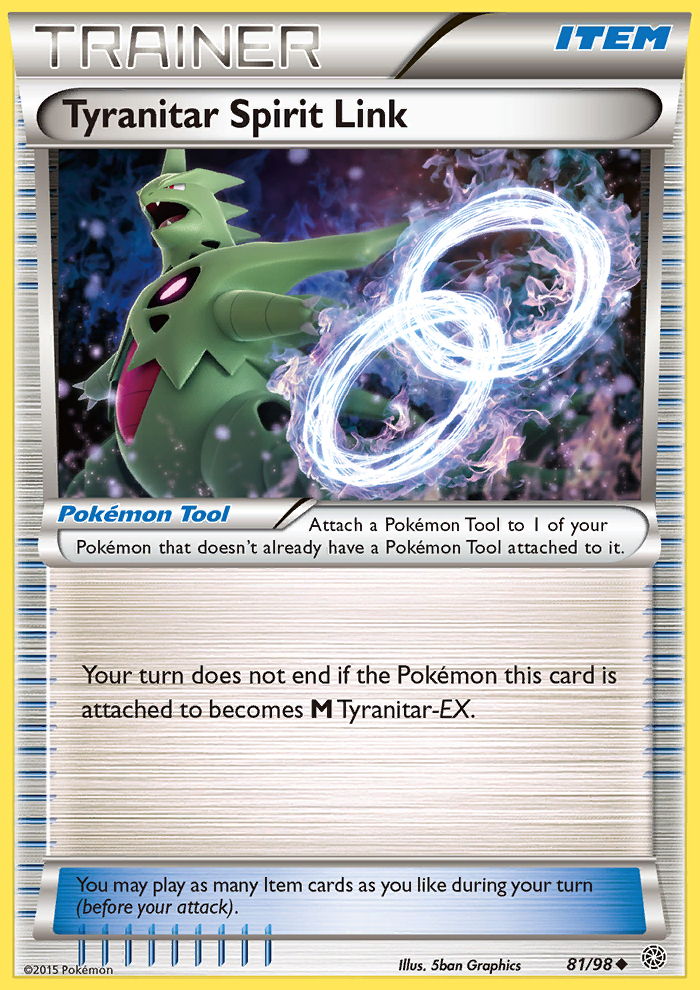 TRAINER
ITEM
Tyranitar Spirit Link
Pokémon Tool
Attach a Pokémon Tool to 1 of your
Pokémon that doesn't already have a Pokémon Tool attached to it.
Your turn does not end if the Pokémon this card is
attached to becomes M Tyranitar-EX.
You may play as many Item cards as you like during your turn
(before your attack).
©2015 Pokémon
Illus. 5ban Graphics
81/98